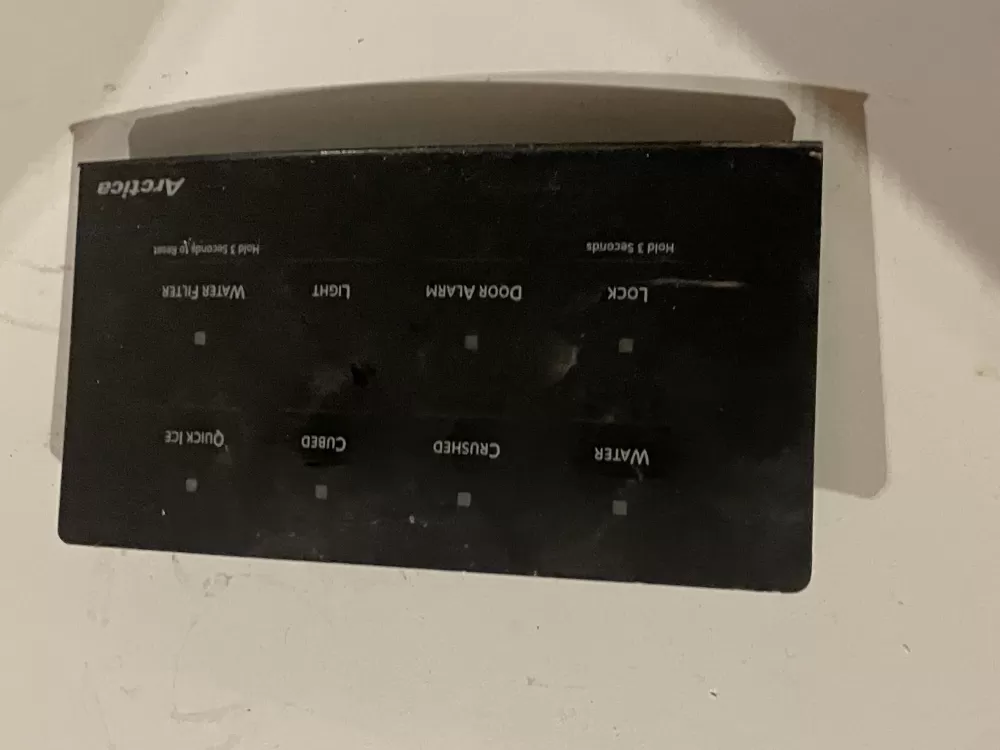 WATER CRUSHED CUBED QUICK ICE
LOCK DOOR ALARM LIGHT WATER FILTER
Hold 3 Seconds Hold 3 Seconds to Reset
Arctica